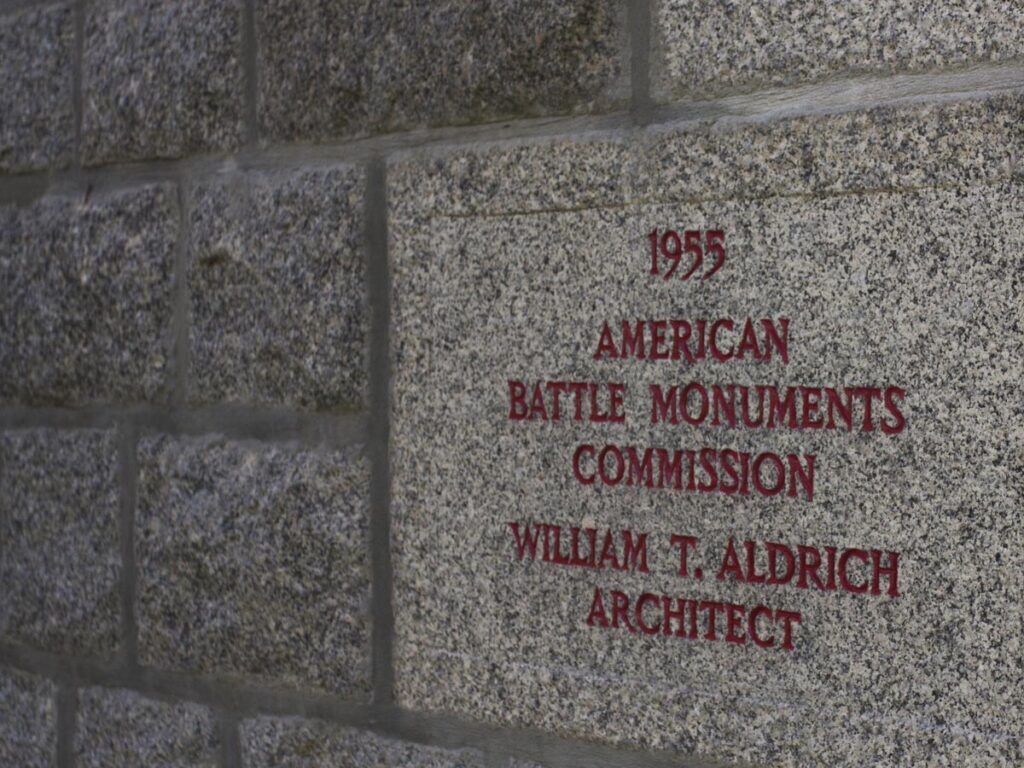 1955
AMERICAN
BATTLE MONUMENTS
COMMISSION
WILLIAM T. ALDRICH
ARCHITECT